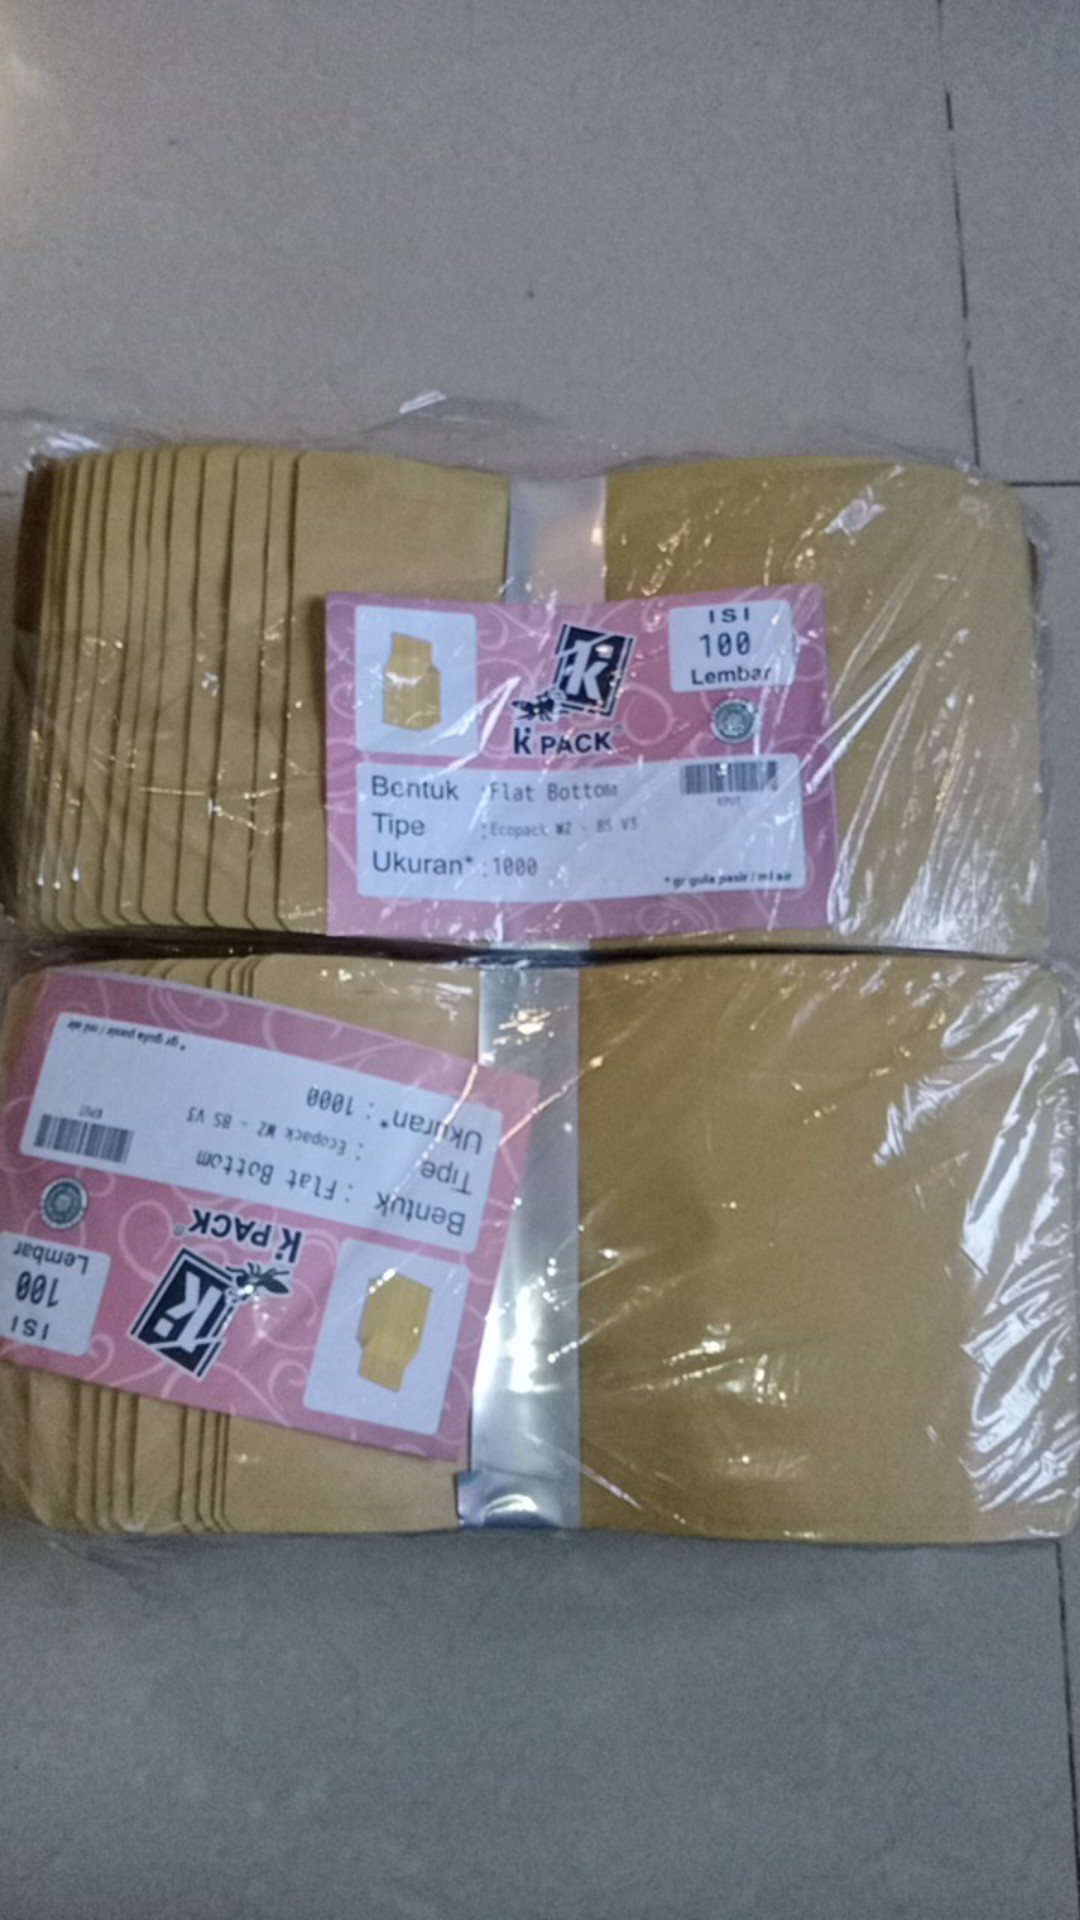 ISI
100
Lembar
K
K PACK
Bentuk : Flat Bottom
KPUT
Tipe : Ecopack WZ - BS V3
Ukuran* : 1000
* gr gula pasir / ml air
* gr gula pasir / ml air
Ukuran* : 1000
Tipe : Ecopack WZ - BS V3
KPUT
Bentuk : Flat Bottom
K PACK
K
ISI
100
Lembar